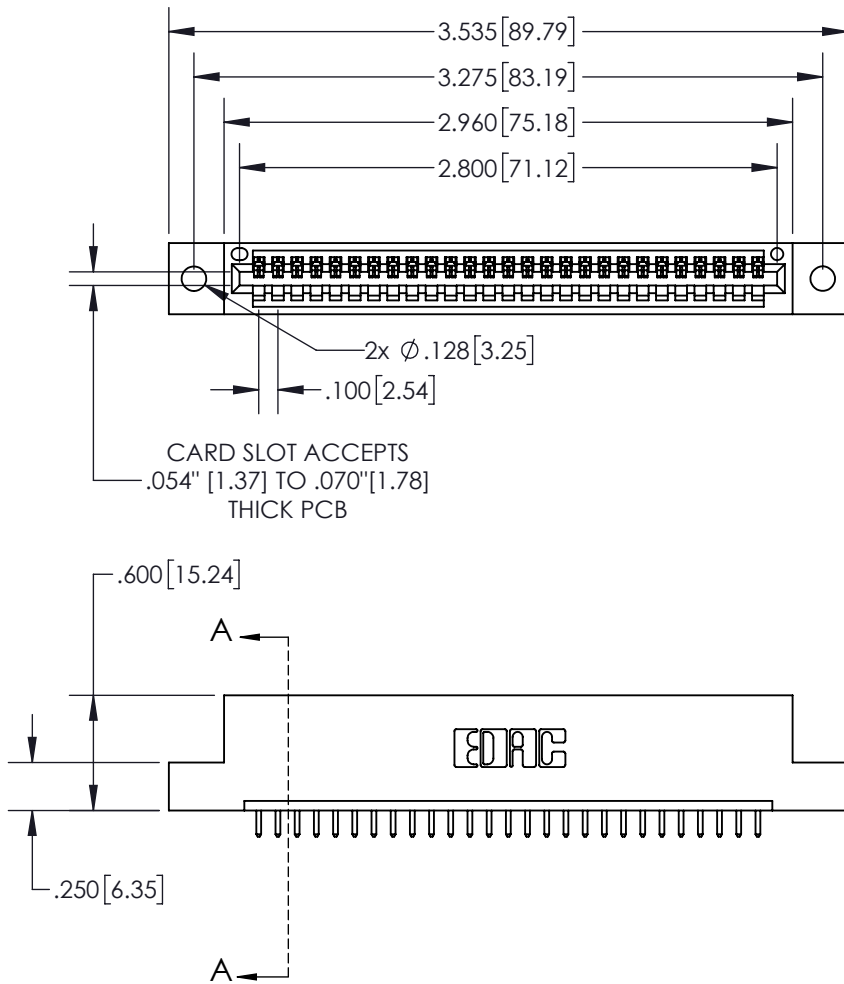 3.535[89.79]
3.275[83.19]
2.960[75.18]
2.800[71.12]
2x Ø.128[3.25]
.100[2.54]
CARD SLOT ACCEPTS
.054" [1.37] TO .070"[1.78]
THICK PCB
.600[15.24]
A
EDAC
.250[6.35]
A